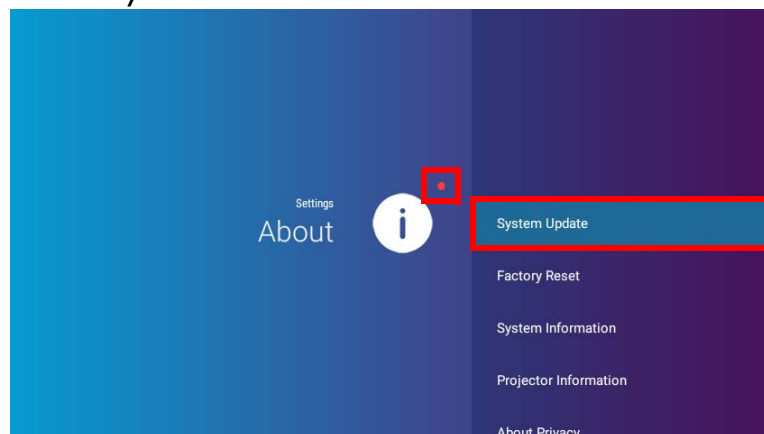 Settings
About
System Update
Factory Reset
System Information
Projector Information
About Privacy